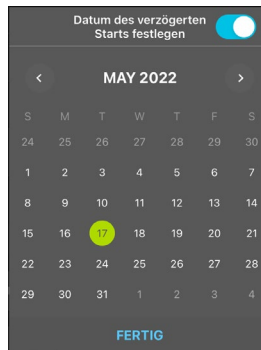 Datum des verzögerten
Starts festlegen
< MAY 2022 >
S M T W T F S
24 25 26 27 28 29 30
1 2 3 4 5 6 7
8 9 10 11 12 13 14
15 16 17 18 19 20 21
22 23 24 25 26 27 28
29 30 31 1 2 3 4
FERTIG